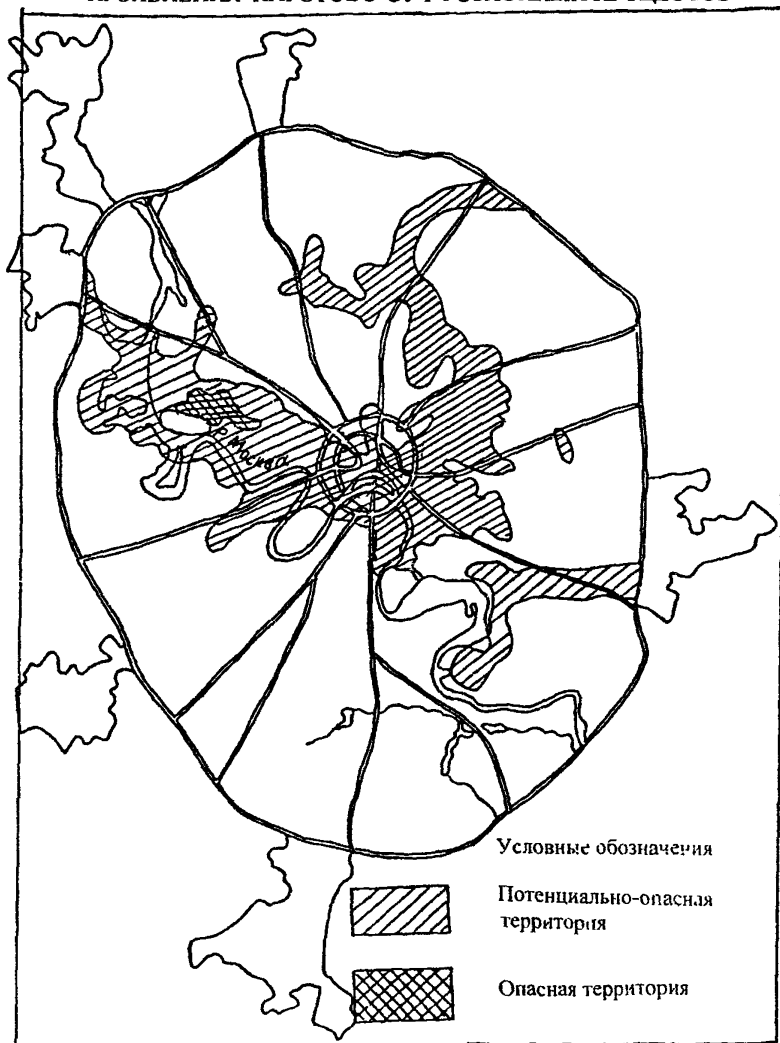 р. Москва
Условные обозначения
Потенциально-опасная
территория
Опасная территория